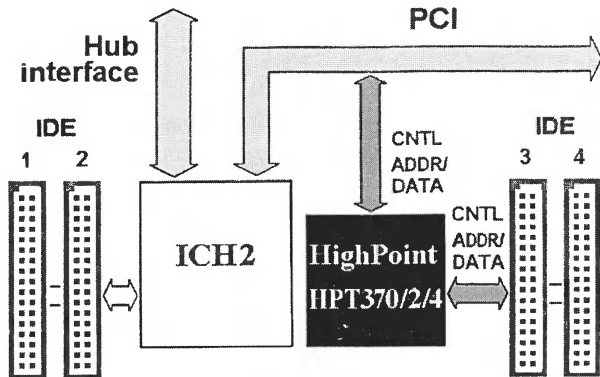 PCI
Hub
interface
IDE
1 2
CNTL
ADDR/
DATA
IDE
3 4
ICH2
HighPoint
HPT370/2/4
CNTL
ADDR/
DATA